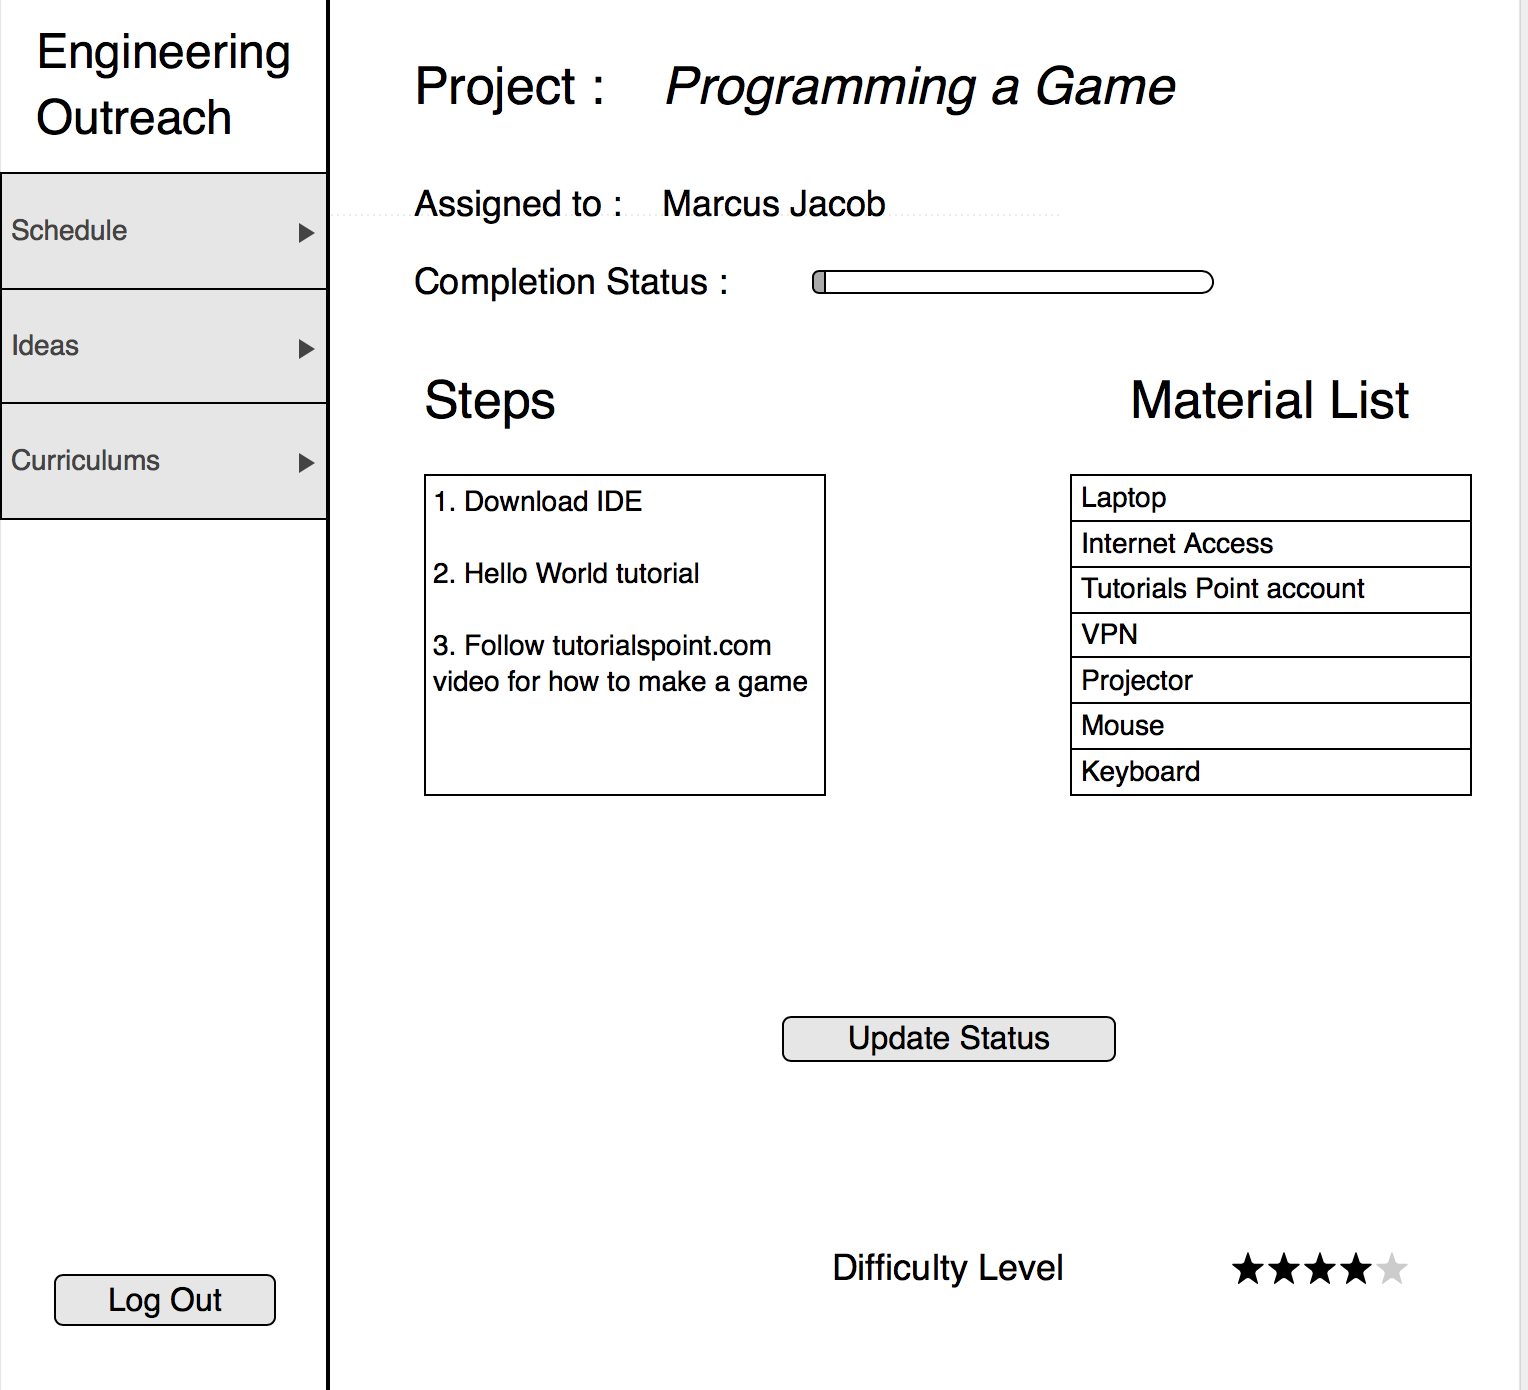 Engineering
Outreach
Schedule
Ideas
Curriculums
Log Out
Project : Programming a Game
Assigned to : Marcus Jacob
Completion Status :
Steps
1. Download IDE
2. Hello World tutorial
3. Follow tutorialspoint.com
video for how to make a game
Material List
Laptop
Internet Access
Tutorials Point account
VPN
Projector
Mouse
Keyboard
Update Status
Difficulty Level